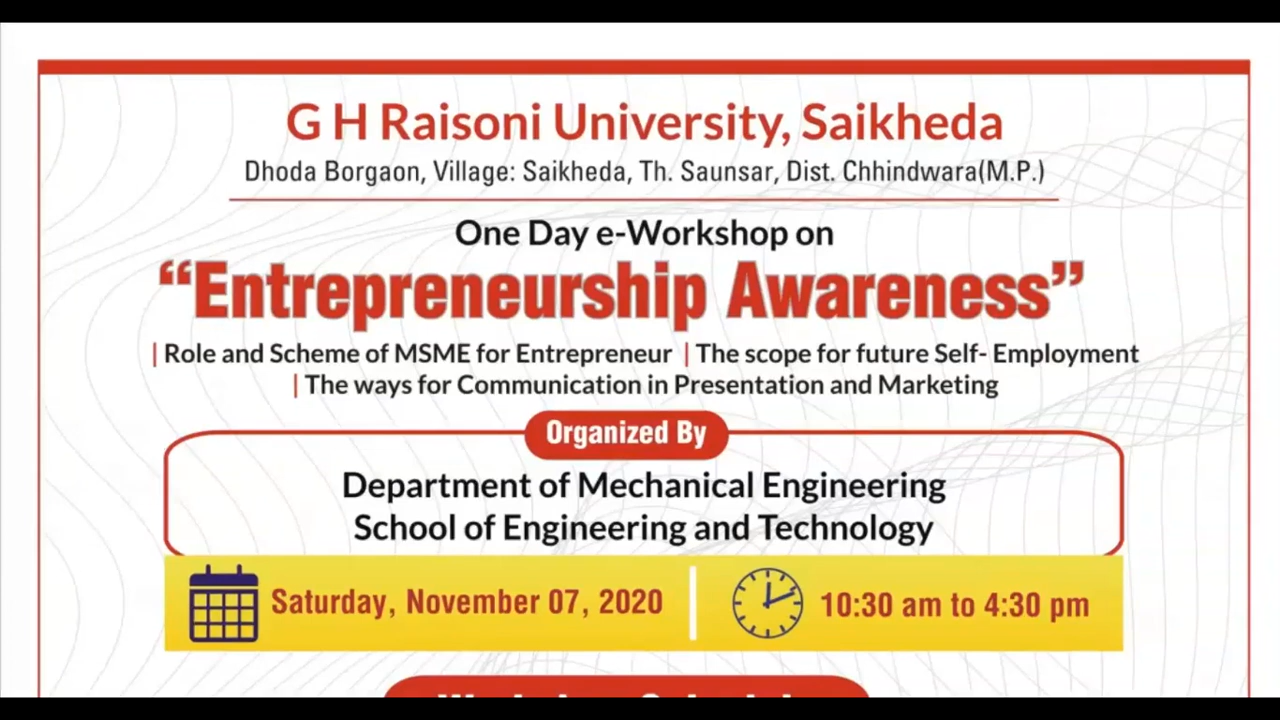 G H Raisoni University, Saikheda
Dhoda Borgaon, Village: Saikheda, Th. Saunsar, Dist. Chhindwara(M.P.)
One Day e-Workshop on
“Entrepreneurship Awareness”
| Role and Scheme of MSME for Entrepreneur | The scope for future Self- Employment
| The ways for Communication in Presentation and Marketing
Organized By
Department of Mechanical Engineering
School of Engineering and Technology
Saturday, November 07, 2020
10:30 am to 4:30 pm